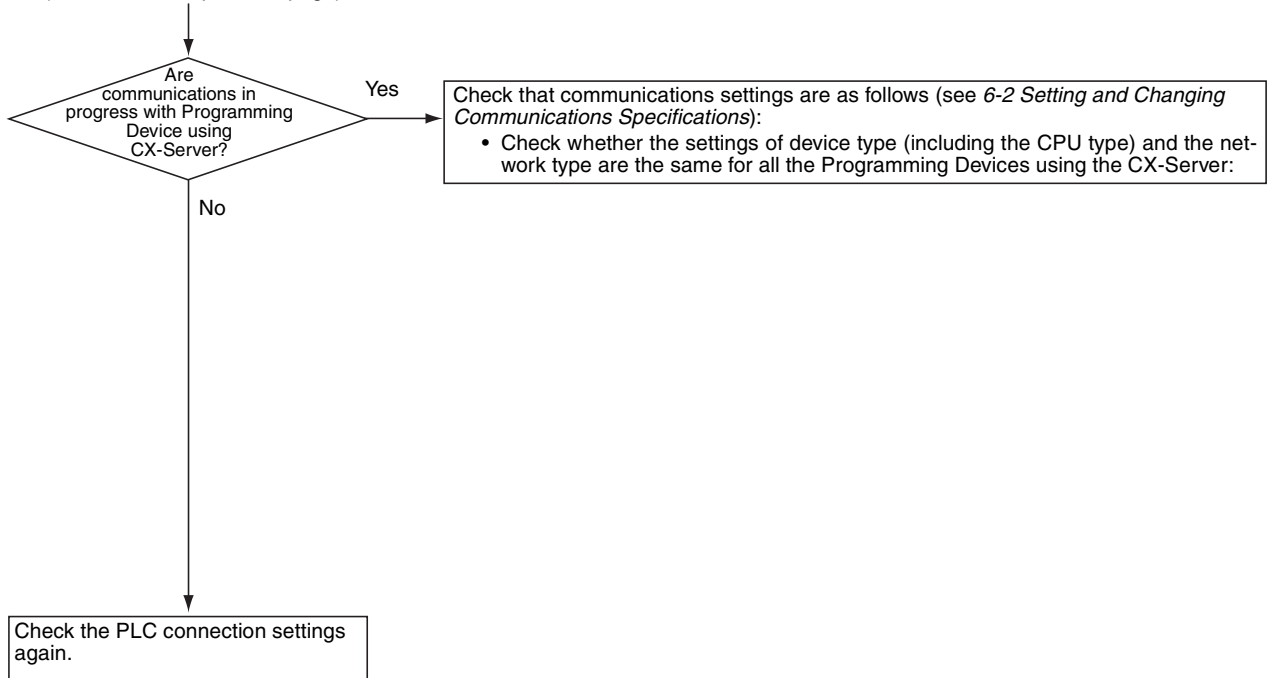 Are
communications in
progress with Programming
Device using
CX-Server?
Yes
Check that communications settings are as follows (see 6-2 Setting and Changing
Communications Specifications):
• Check whether the settings of device type (including the CPU type) and the net-
work type are the same for all the Programming Devices using the CX-Server:
No
Check the PLC connection settings
again.